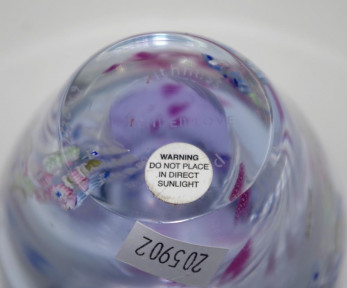 WARNING
DO NOT PLACE
IN DIRECT
SUNLIGHT
205902